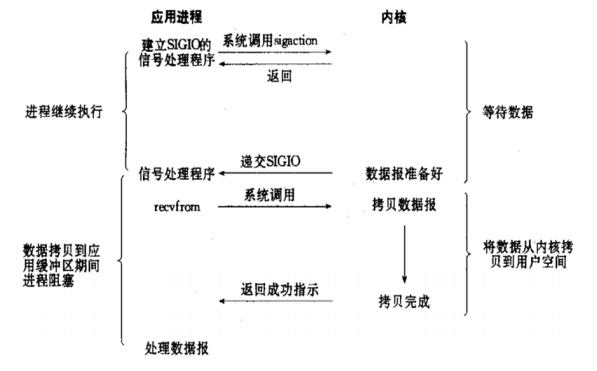 应用进程
内核
建立SIGIO的
信号处理程序
系统调用sigaction
返回
进程继续执行
等待数据
递交SIGIO
信号处理程序
数据报准备好
recvfrom
系统调用
拷贝数据报
数据拷贝到应
用缓冲区期间
进程阻塞
将数据从内核拷
贝到用户空间
返回成功指示
拷贝完成
处理数据报